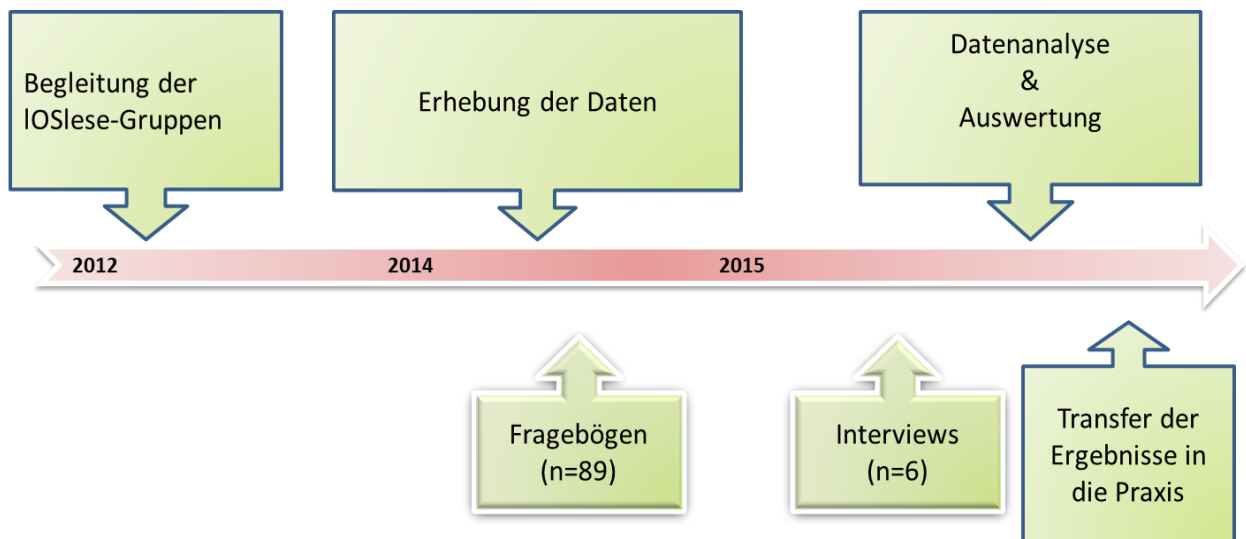 Begleitung der
lOSlese-Gruppen
Erhebung der Daten
Datenanalyse
&
Auswertung
2012
2014
2015
Fragebögen
(n=89)
Interviews
(n=6)
Transfer der
Ergebnisse in
die Praxis